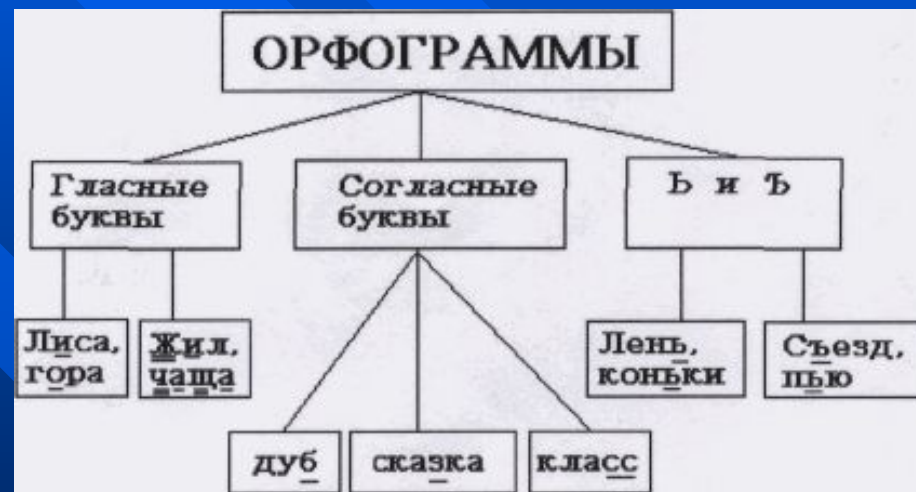 ОРФОГРАММЫ
Гласные
буквы
Согласные
буквы
Ь и Ъ
Лиса,
гора
Жил,
чаща
Лень,
коньки
Съезд,
пью
дуб
сказка
класс